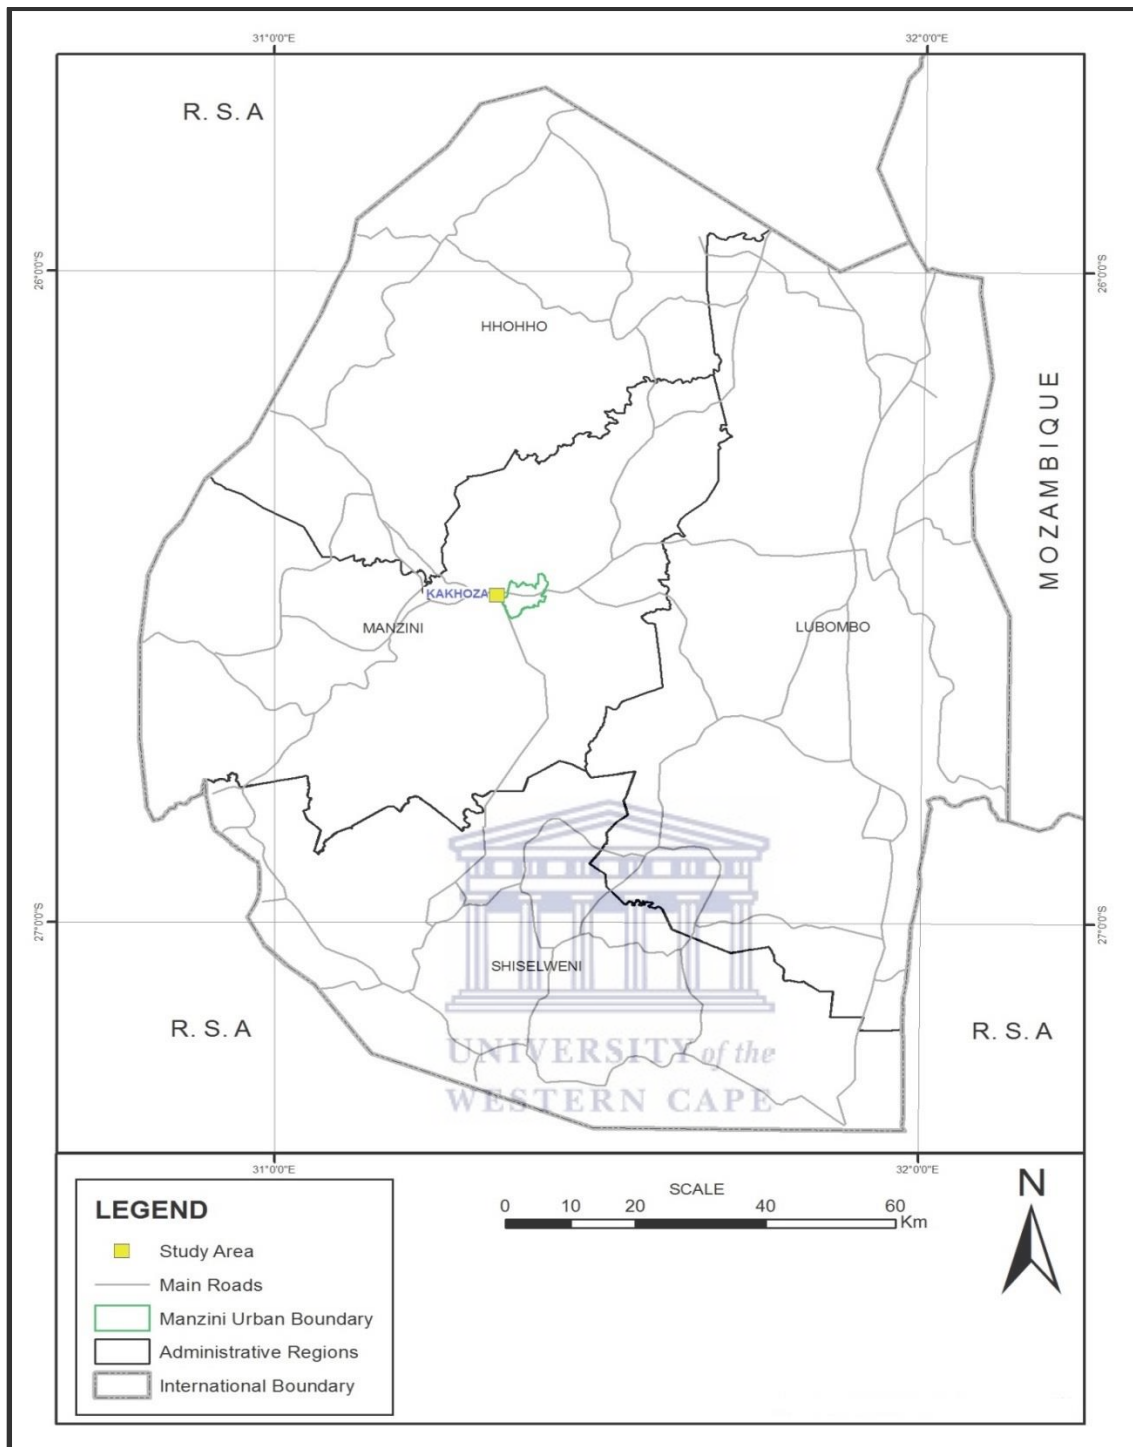 31°0'0"E 32°0'0"E
R. S. A
26°0'0"S 26°0'0"S
HHOHHO
MOZAMBIQUE
KAKHOZA
MANZINI
LUBOMBO
27°0'0"S 27°0'0"S
SHISELWENI
R. S. A R. S. A
UNIVERSITY of the
WESTERN CAPE
31°0'0"E 32°0'0"E
LEGEND
Study Area
Main Roads
Manzini Urban Boundary
Administrative Regions
International Boundary
SCALE
0 10 20 40 60
Km
N